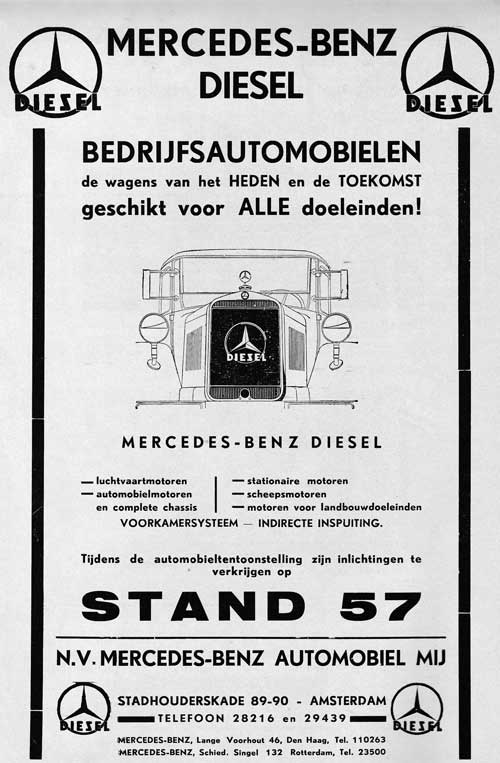 MERCEDES-BENZ
DIESEL
DIESEL
DIESEL
BEDRIJFSAUTOMOBIELEN
de wagens van het HEDEN en de TOEKOMST
geschikt voor ALLE doeleinden!
DIESEL
MERCEDES-BENZ DIESEL
— luchtvaartmotoren
— automobielmotoren
en complete chassis
— stationaire motoren
— scheepsmotoren
— motoren voor landbouwdoeleinden
VOORKAMERSYSTEEM — INDIRECTE INSPUITING.
Tijdens de automobieltentoonstelling zijn inlichtingen te
verkrijgen op
STAND 57
N.V. MERCEDES-BENZ AUTOMOBIEL MIJ
DIESEL
STADHOUDERSKADE 89-90 - AMSTERDAM
TELEFOON 28216 en 29439
DIESEL
MERCEDES-BENZ, Lange Voorhout 46, Den Haag, Tel. 110263
MERCEDES-BENZ, Schied. Singel 132 Rotterdam, Tel. 23500